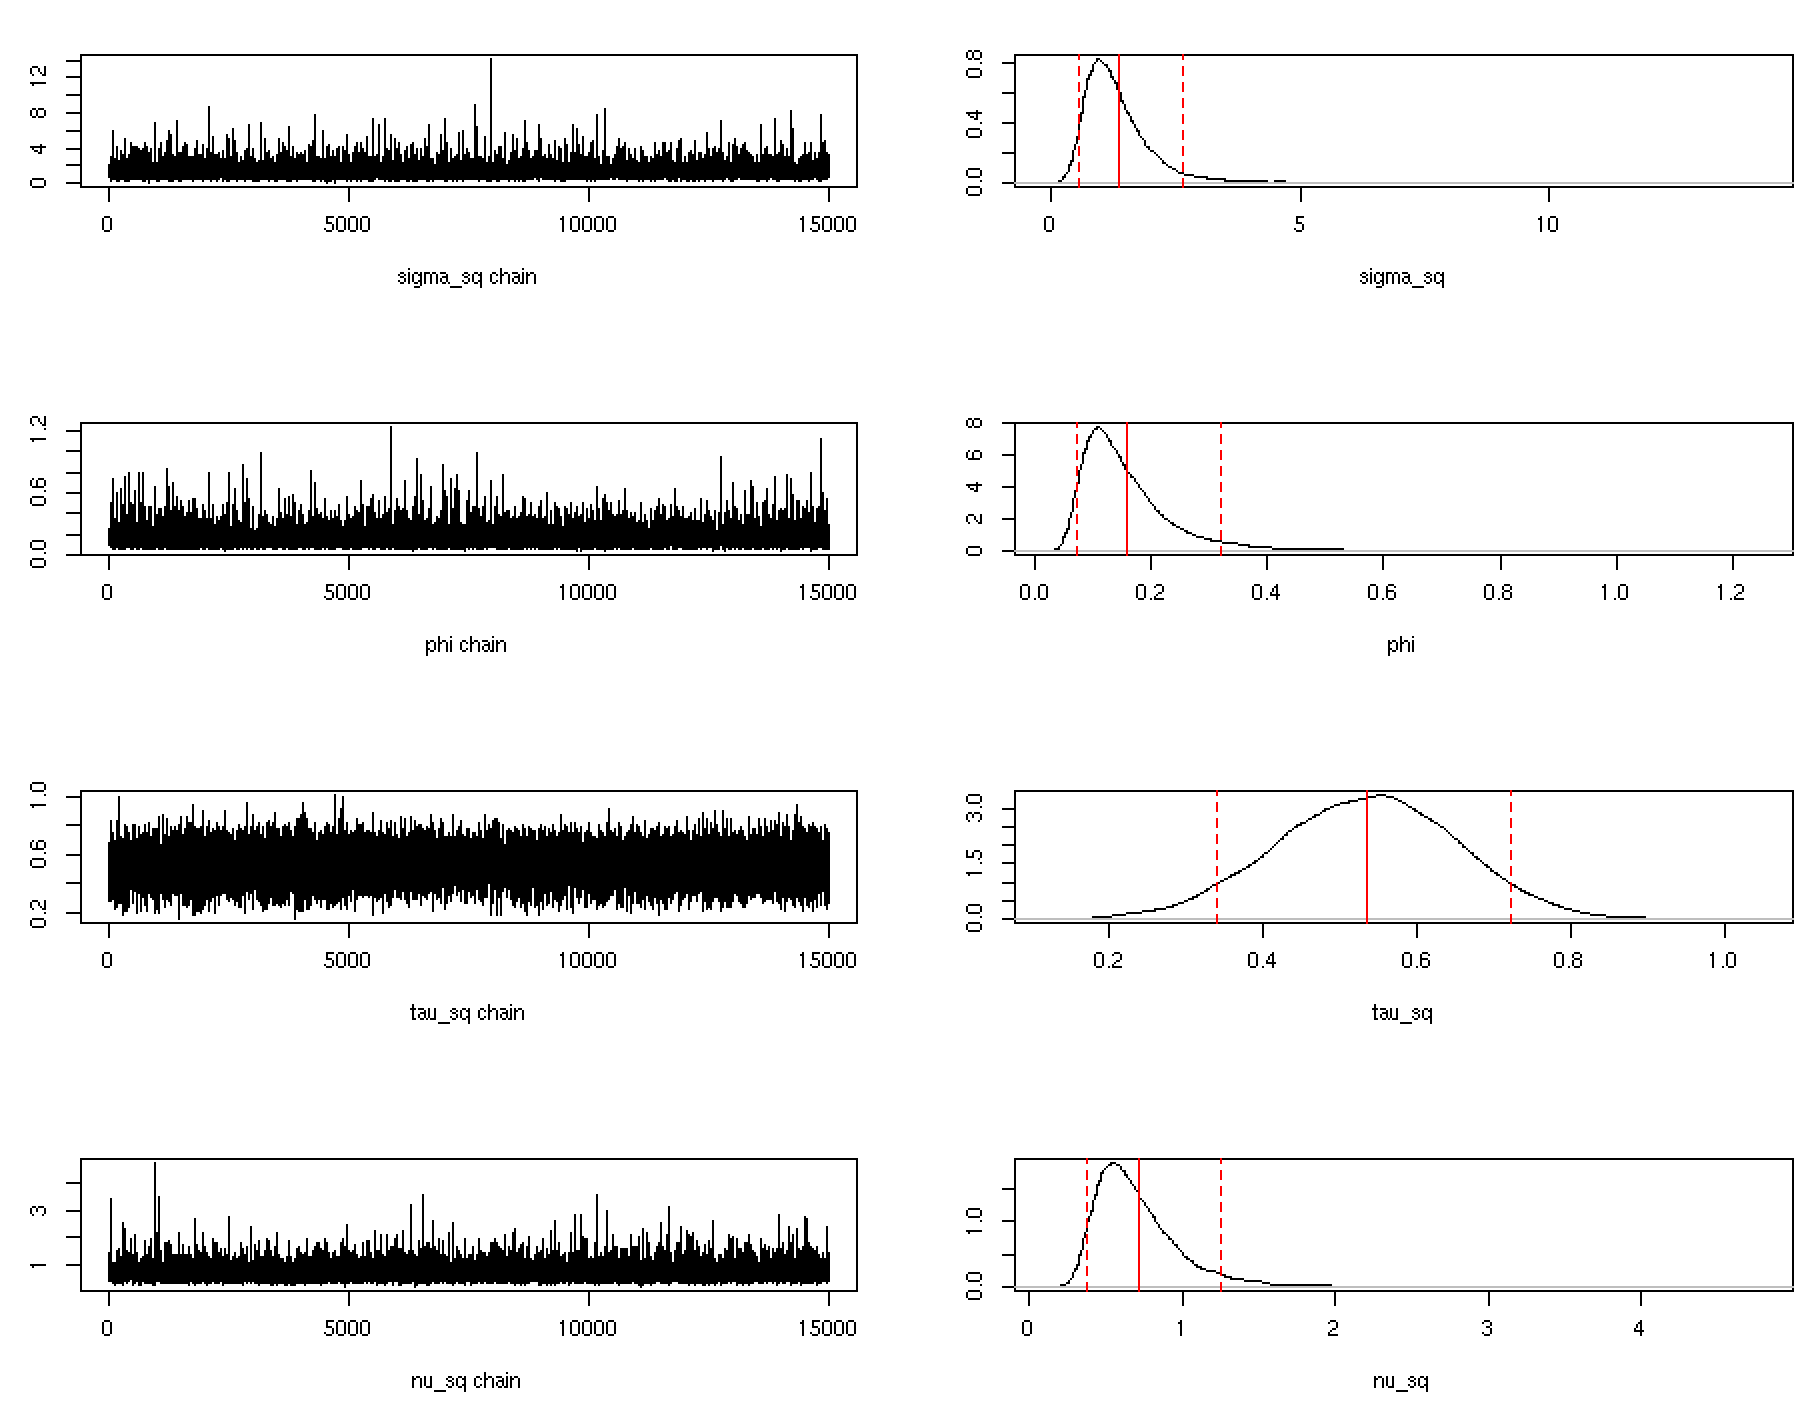 0 4 8 12
0 5000 10000 15000
sigma_sq chain
0.0 0.4 0.8
0 5 10
sigma_sq
0.0 0.6 1.2
0 5000 10000 15000
phi chain
0 2 4 6 8
0.0 0.2 0.4 0.6 0.8 1.0 1.2
phi
0.2 0.6 1.0
0 5000 10000 15000
tau_sq chain
0.0 1.5 3.0
0.2 0.4 0.6 0.8 1.0
tau_sq
1 3
0 5000 10000 15000
nu_sq chain
0.0 1.0
0 1 2 3 4
nu_sq